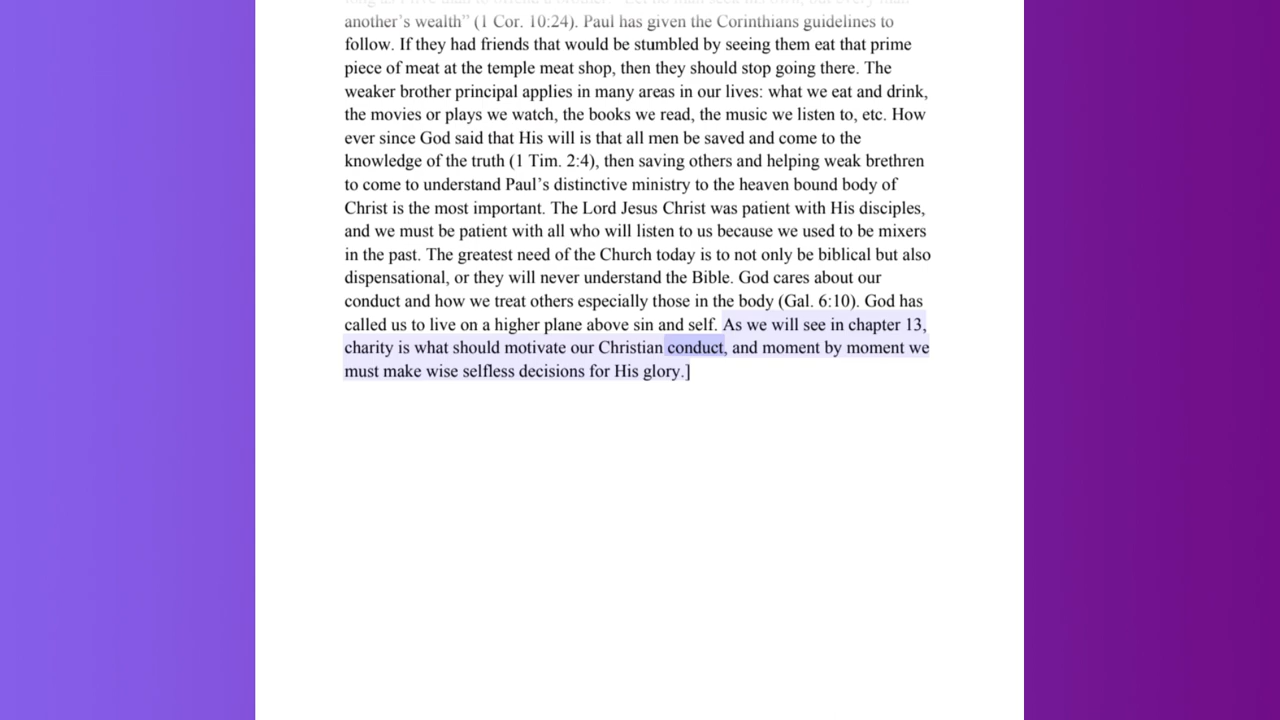 another's wealth” (1 Cor. 10:24). Paul has given the Corinthians guidelines to
follow. If they had friends that would be stumbled by seeing them eat that prime
piece of meat at the temple meat shop, then they should stop going there. The
weaker brother principal applies in many areas in our lives: what we eat and drink,
the movies or plays we watch, the books we read, the music we listen to, etc. How
ever since God said that His will is that all men be saved and come to the
knowledge of the truth (1 Tim. 2:4), then saving others and helping weak brethren
to come to understand Paul’s distinctive ministry to the heaven bound body of
Christ is the most important. The Lord Jesus Christ was patient with His disciples,
and we must be patient with all who will listen to us because we used to be mixers
in the past. The greatest need of the Church today is to not only be biblical but also
dispensational, or they will never understand the Bible. God cares about our
conduct and how we treat others especially those in the body (Gal. 6:10). God has
called us to live on a higher plane above sin and self. As we will see in chapter 13,
charity is what should motivate our Christian conduct, and moment by moment we
must make wise selfless decisions for His glory.]